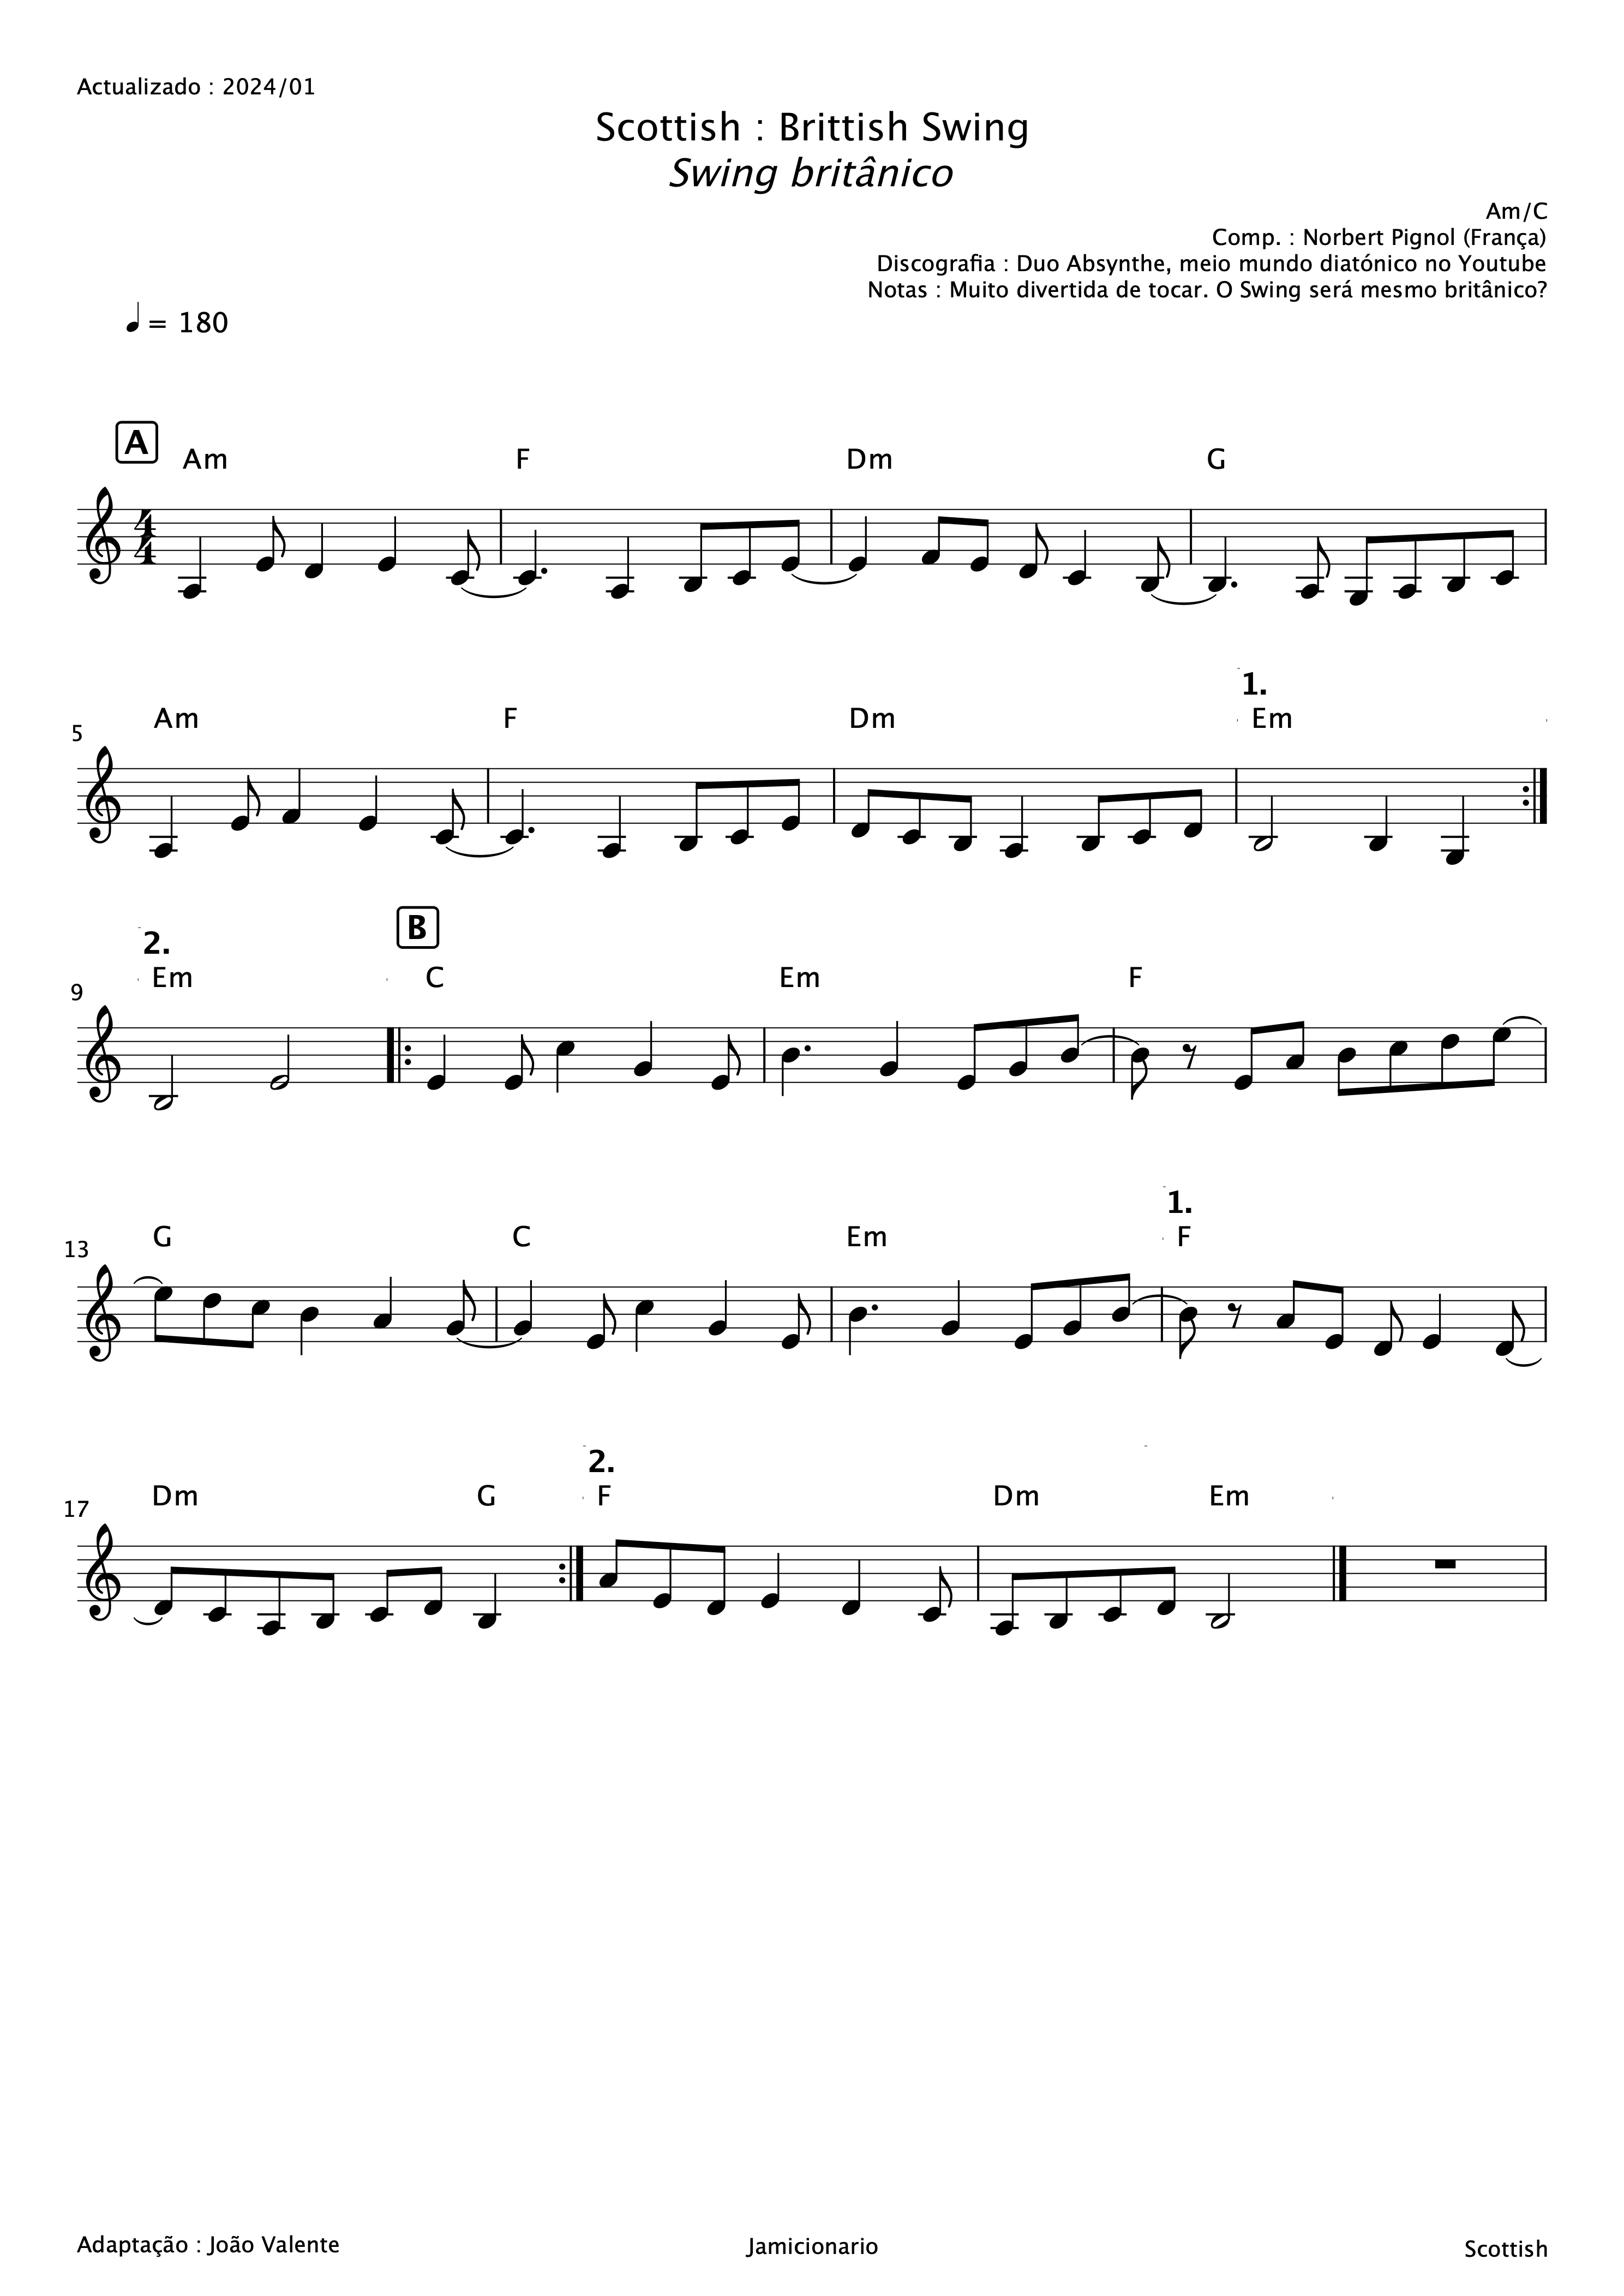 Actualizado : 2024/01
Scottish : Brittish Swing
Swing britânico
Am/C
Comp. : Norbert Pignol (França)
Discografia : Duo Absynthe, meio mundo diatónico no Youtube
Notas : Muito divertida de tocar. O Swing será mesmo britânico?
= 180
A
Am F Dm G
4
4
1.
5 Am F Dm Em
2. B
9 Em C Em F
1.
13 G C Em F
2.
17 Dm G F Dm Em
Adaptação : João Valente Jamicionario Scottish